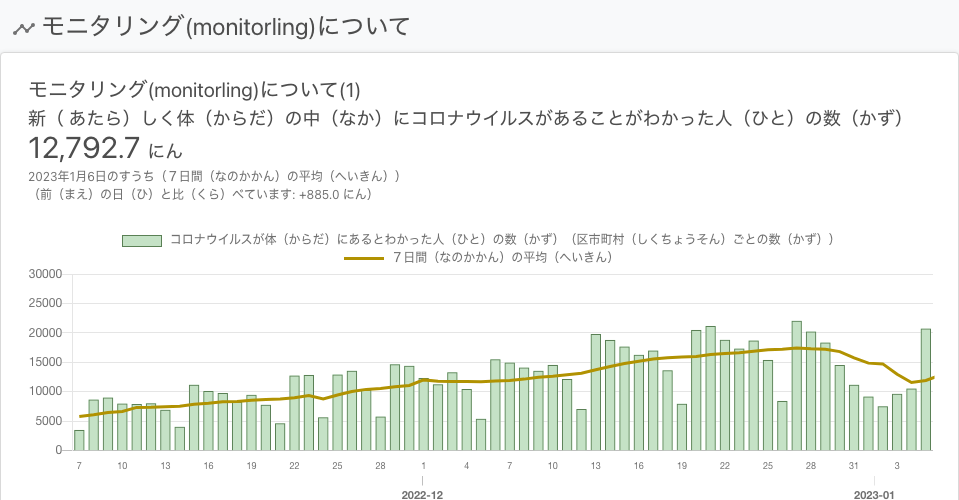 モニタリング(monitorling)について
モニタリング(monitorling)について(1)
新（ あたら）しく体（からだ）の中（なか）にコロナウイルスがあることがわかった人（ひと）の数（かず）
12,792.7 にん
2023年1月6日のすうち（７日間（なのかかん）の平均（へいきん））
（前（まえ）の日（ひ）と比（くら）べています: +885.0 にん）
コロナウイルスが体（からだ）にあるとわかった人（ひと）の数（かず）（区市町村（しくちょうそん）ごとの数（かず））
７日間（なのかかん）の平均（へいきん）
30000
25000
20000
15000
10000
5000
0
7 10 13 16 19 22 25 28 1 4 7 10 13 16 19 22 25 28 31 3
2022-12 2023-01